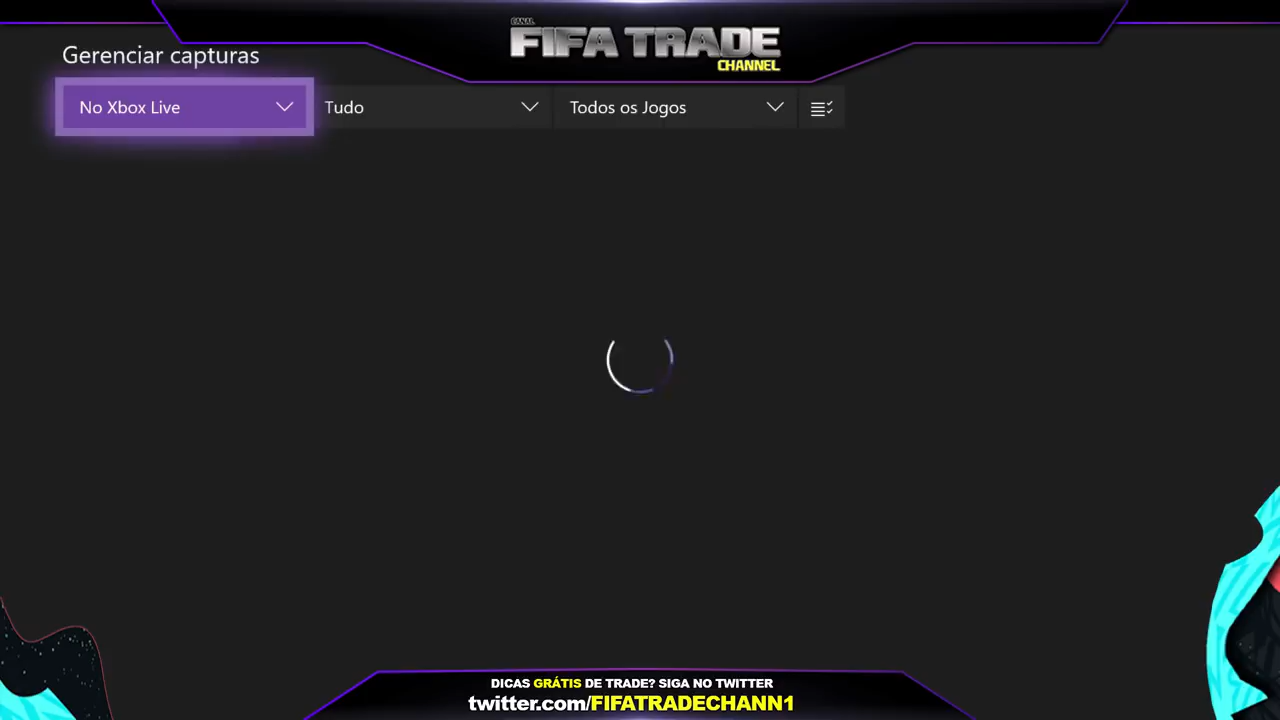 CANAL
FIFA TRADE
CHANNEL
Gerenciar capturas
No Xbox Live
Tudo
Todos os Jogos
DICAS GRÁTIS DE TRADE? SIGA NO TWITTER
twitter.com/FIFATRADECHANN1